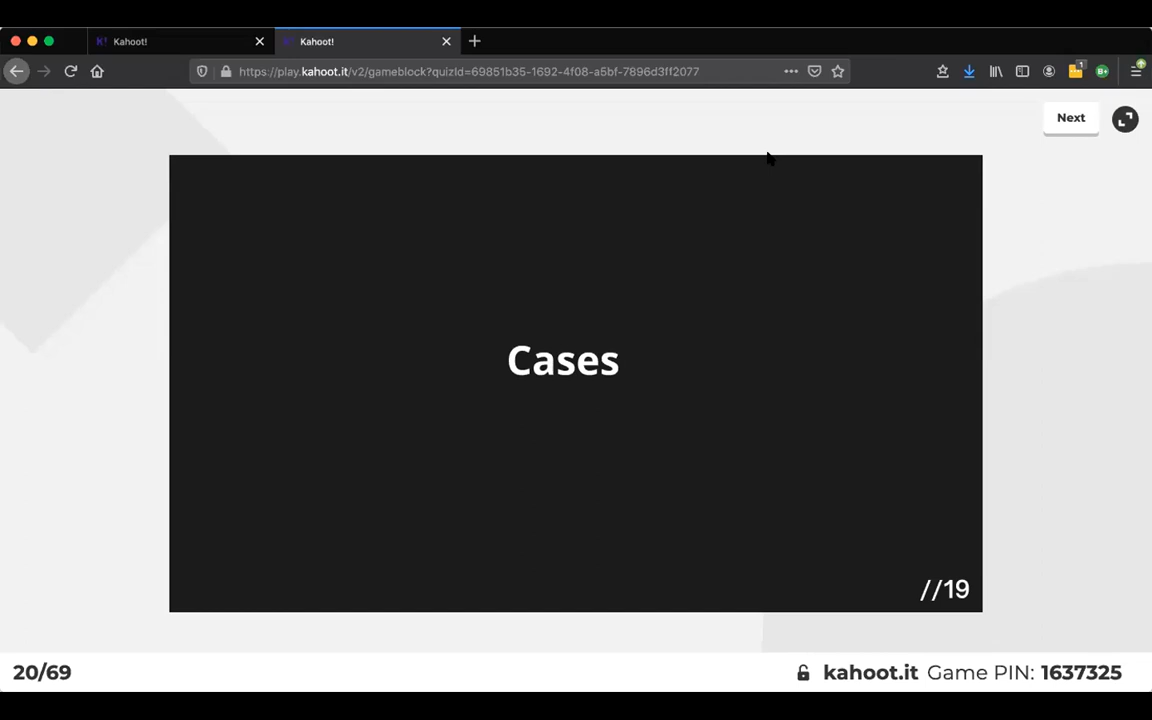 Kahoot!
Kahoot!
https://play.kahoot.it/v2/gameblock?quizId=69851b35-1692-4f08-a5bf-7896d3ff2077
1
B+
Next
Cases
//19
20/69
kahoot.it Game PIN: 1637325